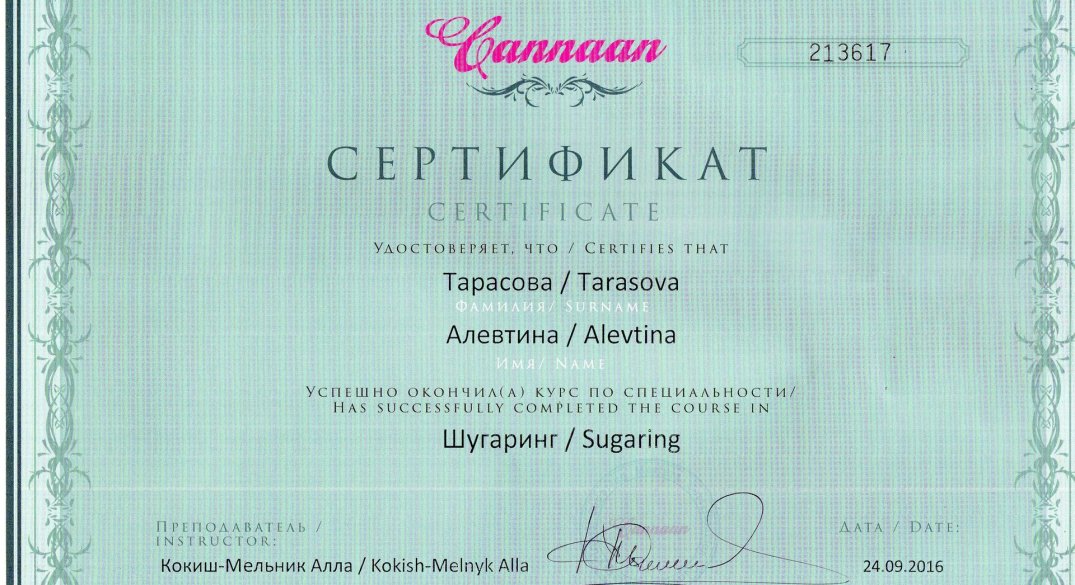 Cannaan
213617
СЕРТИФИКАТ
CERTIFICATE
Удостоверяет, что / Certifies that
Тарасова / Tarasova
Фамилия/ Surname
Алевтина / Alevtina
Имя/ Name
Успешно окончил(а) курс по специальности/
Has successfully completed the course in
Шугаринг / Sugaring
Преподаватель /
instructor:
Дата / Date:
Кокиш-Мельник Алла / Kokish-Melnyk Alla
24.09.2016